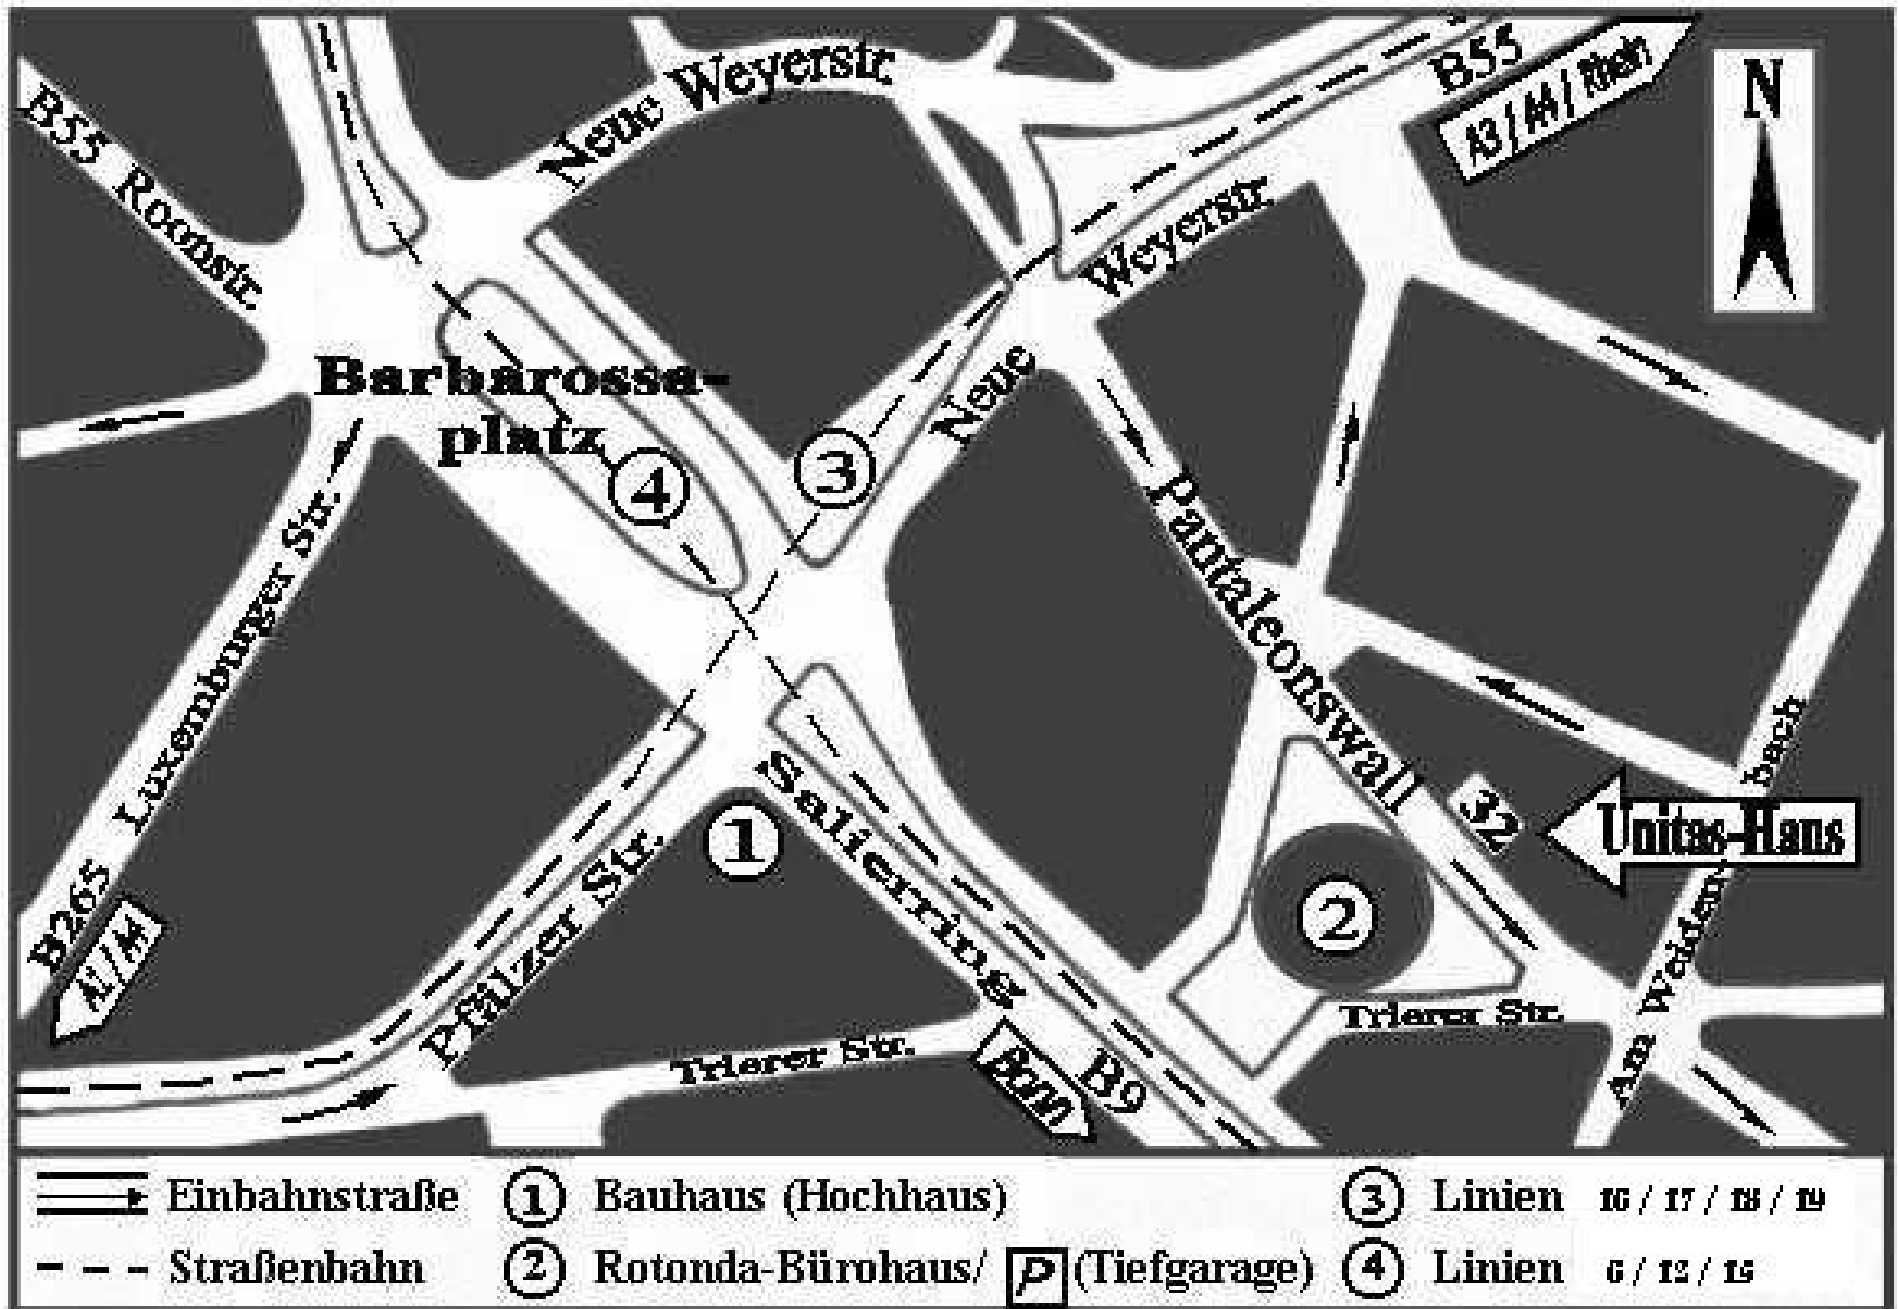 B55 Roonstr.
Neue Weyerstr.
B55
A3 / A4 / Rhein
N
Neue Weyerstr.
Barbarossa-
platz
4
3
Luxemburger Str.
B265
A1/A4
Pantaleonswall
32
Unitas-Haus
Am Weidenbach
1
2
Salierring
Pfälzer Str.
Trierer Str.
Trierer Str.
Bonn
B9
Einbahnstraße
1 Bauhaus (Hochhaus)
3 Linien 16 / 17 / 18 / 19
Straßenbahn
2 Rotonda-Bürohaus/ P (Tiefgarage)
4 Linien 6 / 12 / 15